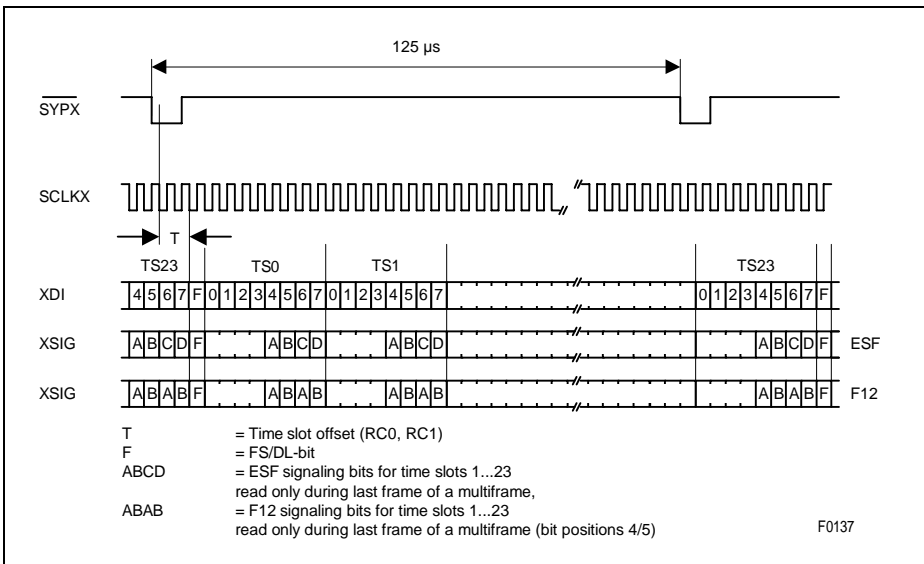 125 µs
SYPX
SCLKX
T
TS23 TS0 TS1 TS23
XDI 4 5 6 7 F 0 1 2 3 4 5 6 7 0 1 2 3 4 5 6 7 0 1 2 3 4 5 6 7 F
XSIG A B C D F A B C D A B C D A B C D F ESF
XSIG A B A B F A B A B A B A B A B A B F F12
T = Time slot offset (RC0, RC1)
F = FS/DL-bit
ABCD = ESF signaling bits for time slots 1...23
read only during last frame of a multiframe,
ABAB = F12 signaling bits for time slots 1...23
read only during last frame of a multiframe (bit positions 4/5)
F0137